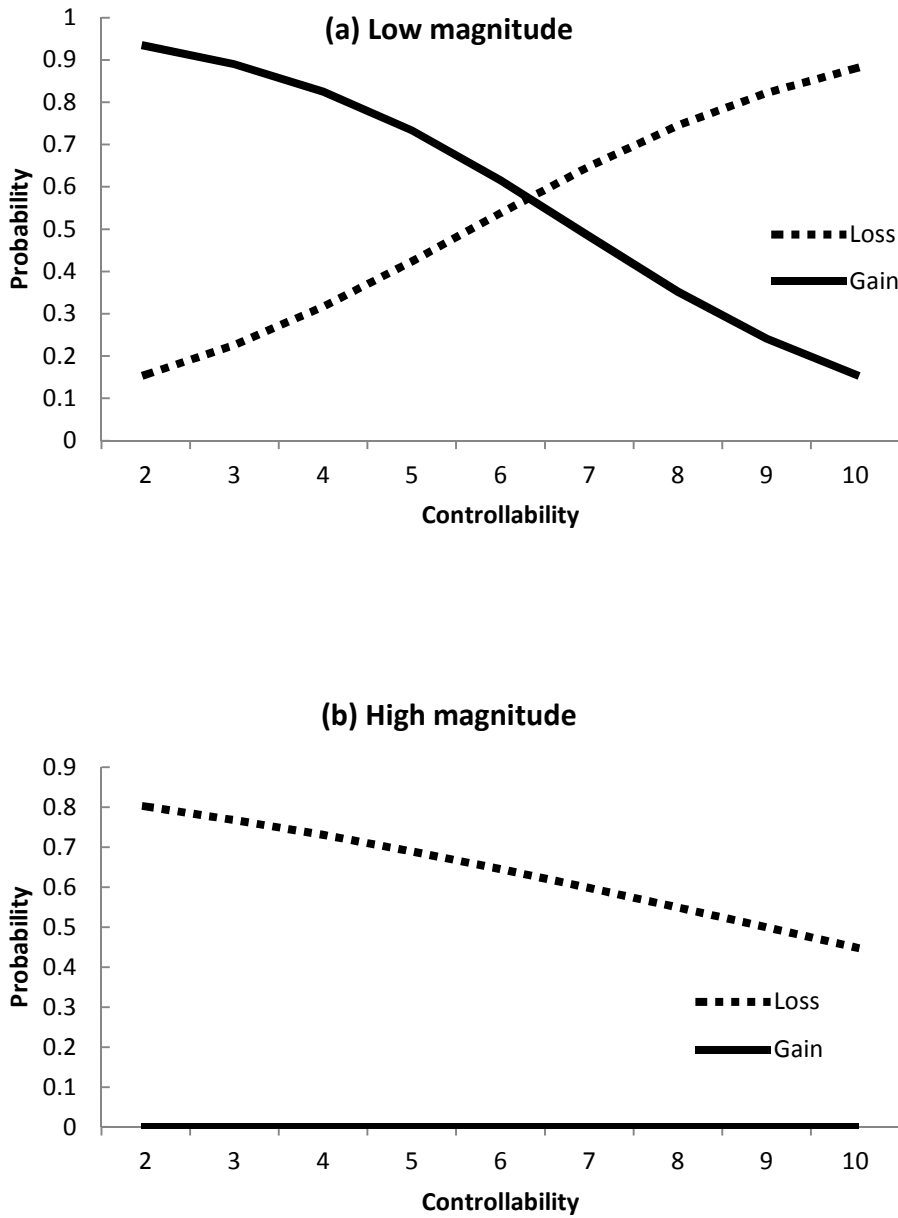 (a) Low magnitude
1
0.9
0.8
0.7
0.6
0.5
0.4
0.3
0.2
0.1
0
Probability
Loss
Gain
2 3 4 5 6 7 8 9 10
Controllability
(b) High magnitude
0.9
0.8
0.7
0.6
0.5
0.4
0.3
0.2
0.1
0
Probability
Loss
Gain
2 3 4 5 6 7 8 9 10
Controllability